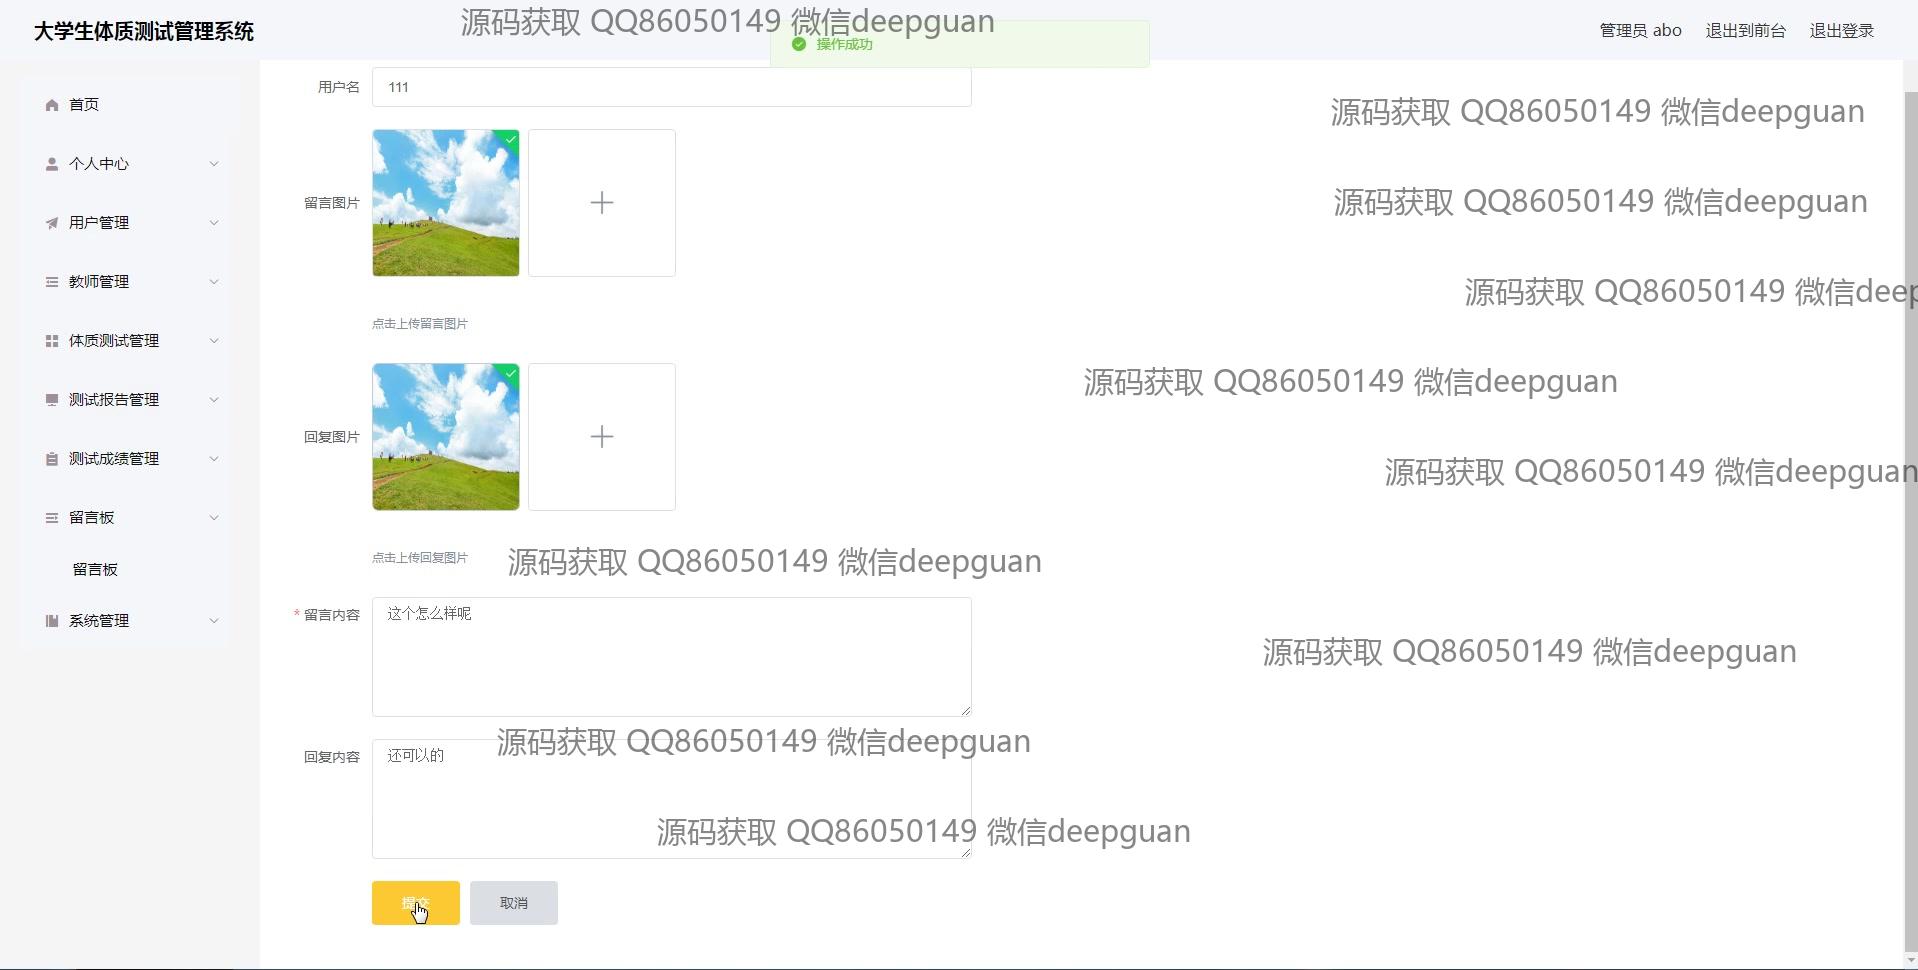 大学生体质测试管理系统
源码获取 QQ86050149 微信deepguan
操作成功
管理员 abo
退出到前台
退出登录
首页
个人中心
用户管理
教师管理
体质测试管理
测试报告管理
测试成绩管理
留言板
留言板
系统管理
用户名
111
源码获取 QQ86050149 微信deepguan
留言图片
源码获取 QQ86050149 微信deepguan
源码获取 QQ86050149 微信deep
点击上传留言图片
源码获取 QQ86050149 微信deepguan
回复图片
源码获取 QQ86050149 微信deepguan
点击上传回复图片
源码获取 QQ86050149 微信deepguan
* 留言内容
这个怎么样呢
源码获取 QQ86050149 微信deepguan
回复内容
还可以的
源码获取 QQ86050149 微信deepguan
源码获取 QQ86050149 微信deepguan
提交
取消